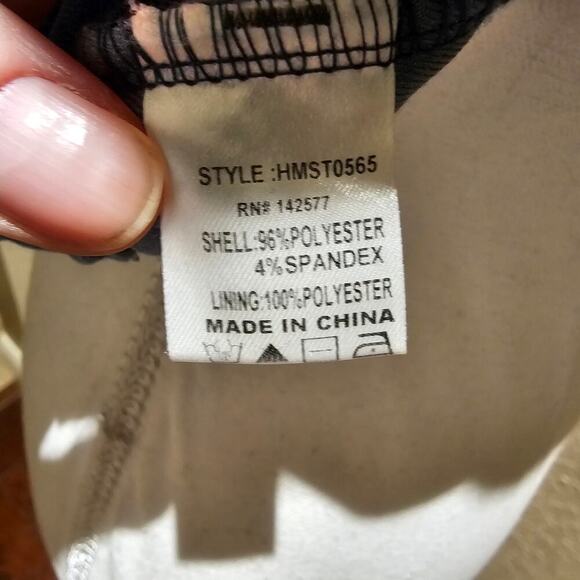 STYLE :HMST0565
RN# 142577
SHELL:96%POLYESTER
4%SPANDEX
LINING:100%POLYESTER
MADE IN CHINA